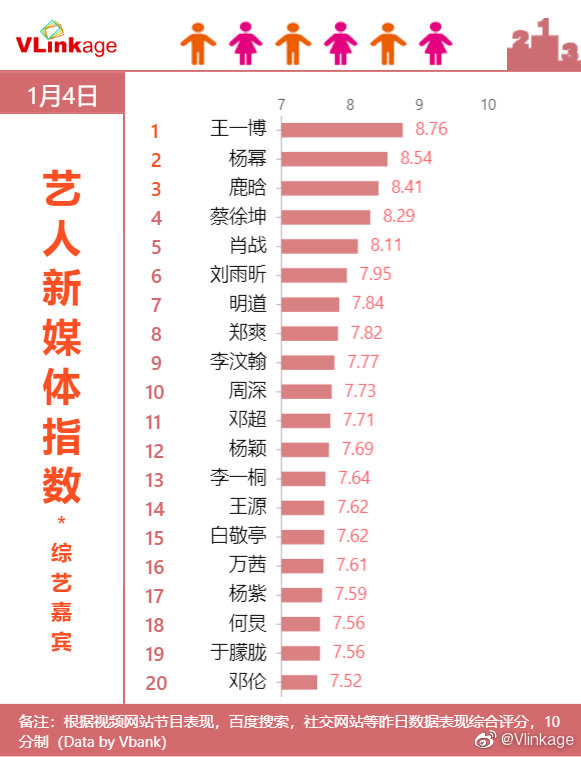 VLinkage
1 2 3
1月4日
艺人新媒体指数
*综艺嘉宾
7 8 9 10
1 王一博 8.76
2 杨幂 8.54
3 鹿晗 8.41
4 蔡徐坤 8.29
5 肖战 8.11
6 刘雨昕 7.95
7 明道 7.84
8 郑爽 7.82
9 李汶翰 7.77
10 周深 7.73
11 邓超 7.71
12 杨颖 7.69
13 李一桐 7.64
14 王源 7.62
15 白敬亭 7.62
16 万茜 7.61
17 杨紫 7.59
18 何炅 7.56
19 于朦胧 7.56
20 邓伦 7.52
备注：根据视频网站节目表现，百度搜索，社交网站等昨日数据表现综合评分，10
分制（Data by Vbank）
@Vlinkage